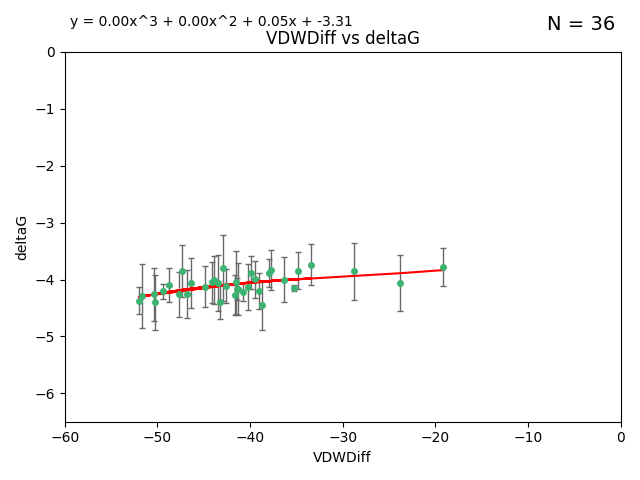 y = 0.00x^3 + 0.00x^2 + 0.05x + -3.31
N = 36
VDWDiff vs deltaG
0
−1
−2
−3
−4
−5
−6
deltaG
−60 −50 −40 −30 −20 −10 0
VDWDiff